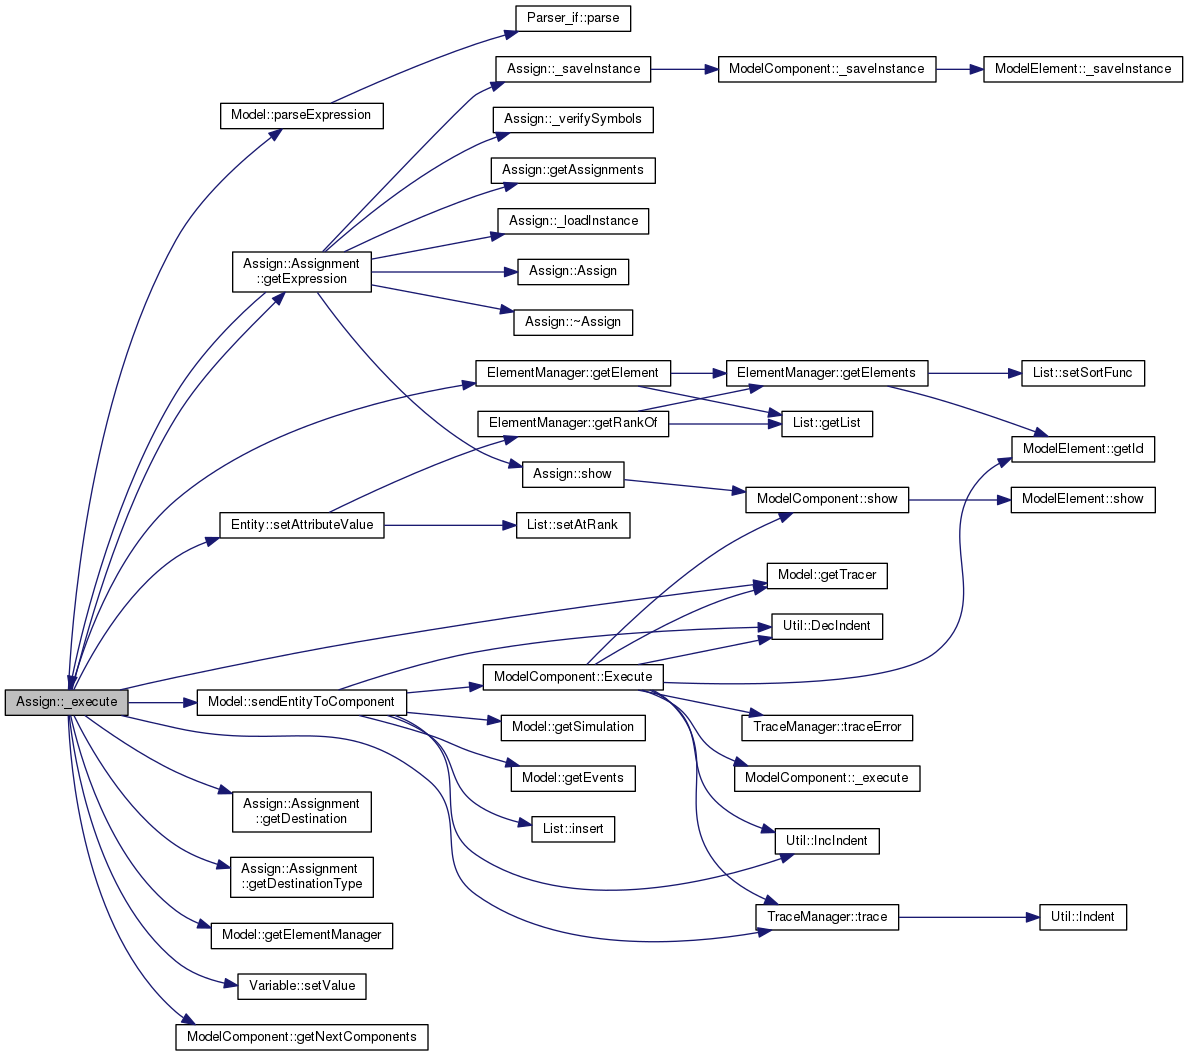 Parser_if::parse
Assign::_saveInstance
ModelComponent::_saveInstance
ModelElement::_saveInstance
Model::parseExpression
Assign::_verifySymbols
Assign::getAssignments
Assign::_loadInstance
Assign::Assignment
::getExpression
Assign::Assign
Assign::~Assign
ElementManager::getElement
ElementManager::getElements
List::setSortFunc
ElementManager::getRankOf
List::getList
ModelElement::getId
Assign::show
ModelComponent::show
ModelElement::show
Entity::setAttributeValue
List::setAtRank
Model::getTracer
Util::DecIndent
Assign::_execute
Model::sendEntityToComponent
ModelComponent::Execute
Model::getSimulation
TraceManager::traceError
Model::getEvents
ModelComponent::_execute
Assign::Assignment
::getDestination
List::insert
Util::IncIndent
Assign::Assignment
::getDestinationType
TraceManager::trace
Util::Indent
Model::getElementManager
Variable::setValue
ModelComponent::getNextComponents